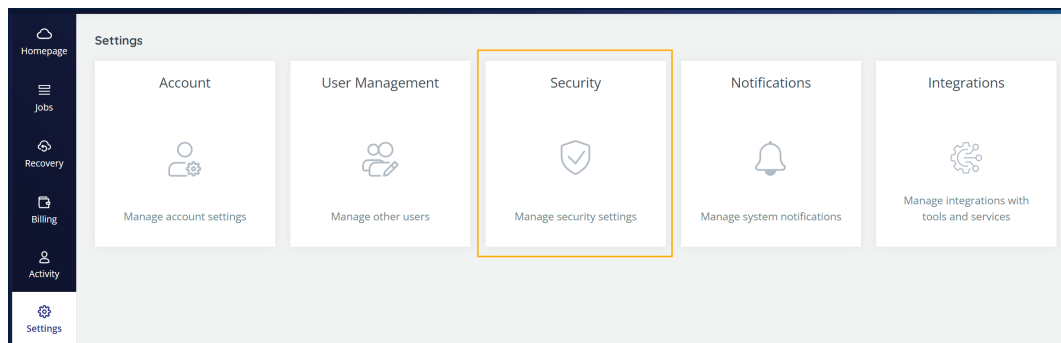 Homepage
Jobs
Recovery
Billing
Activity
Settings
Settings
Account
Manage account settings
User Management
Manage other users
Security
Manage security settings
Notifications
Manage system notifications
Integrations
Manage integrations with
tools and services